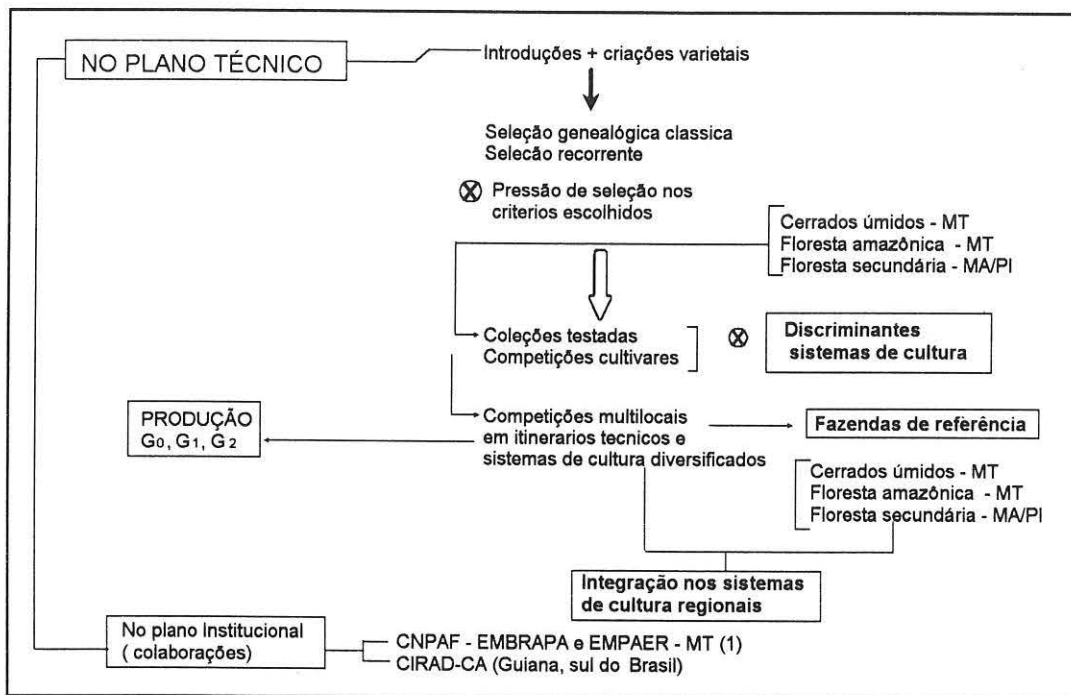 NO PLANO TÉCNICO
Introduções + criações varietais
Seleção genealógica classica
Selecão recorrente
Pressão de seleção nos
criterios escolhidos
Cerrados úmidos - MT
Floresta amazônica - MT
Floresta secundária - MA/PI
Coleções testadas
Competições cultivares
Discriminantes
sistemas de cultura
Competições multilocais
em itinerarios tecnicos e
sistemas de cultura diversificados
PRODUÇÃO
G0, G1, G2
Fazendas de referência
Cerrados úmidos - MT
Floresta amazônica - MT
Floresta secundária - MA/PI
Integração nos sistemas
de cultura regionais
No plano Institucional
( colaborações)
CNPAF - EMBRAPA e EMPAER - MT (1)
CIRAD-CA (Guiana, sul do Brasil)